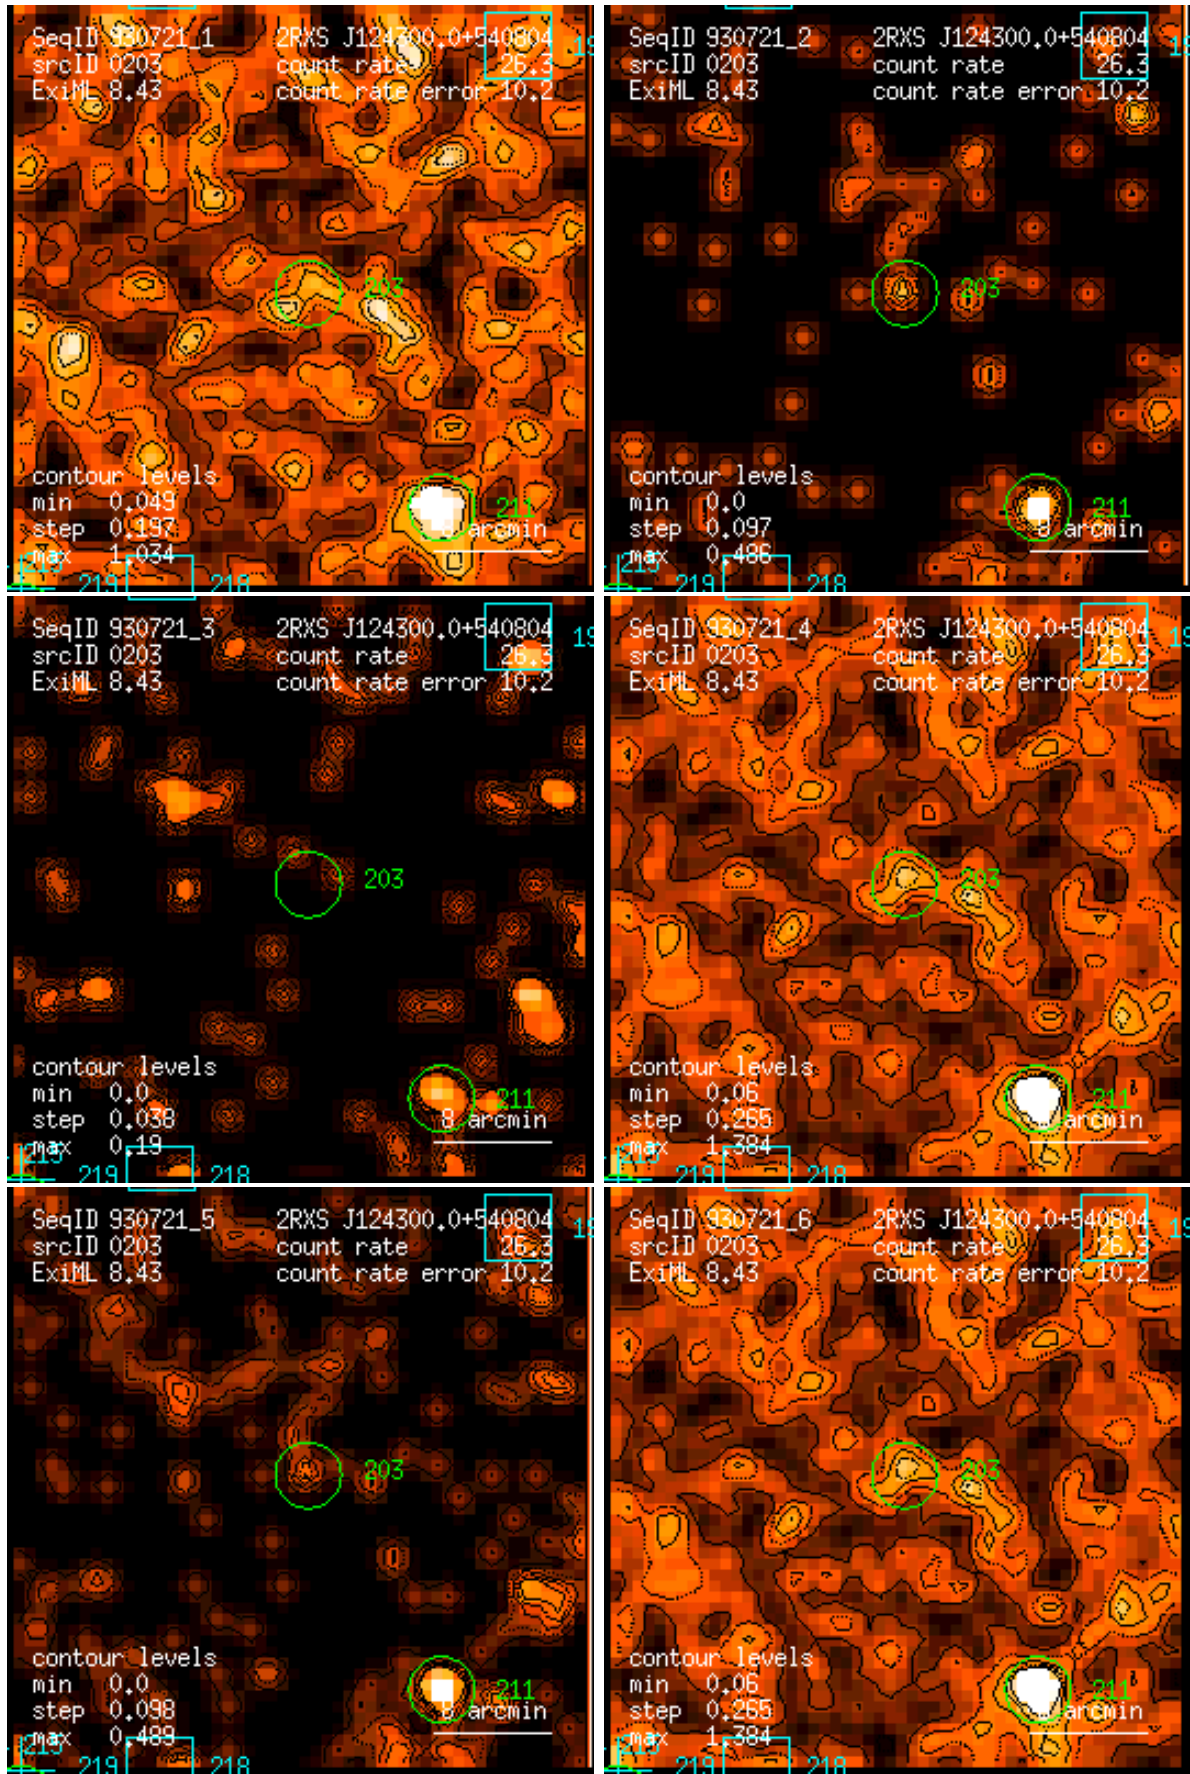 SeqID 930721_1 2RXS J124300.0+540804
srcID 0203 count rate 26.3
ExiML 8.43 count rate error 10.2
203
contour levels
min 0.049
step 0.197
max 1.034
211
8 arcmin
219 218
SeqID 930721_2 2RXS J124300.0+540804
srcID 0203 count rate 26.3
ExiML 8.43 count rate error 10.2
203
contour levels
min 0.0
step 0.097
max 0.486
211
8 arcmin
219 218
SeqID 930721_3 2RXS J124300.0+540804
srcID 0203 count rate 26.3
ExiML 8.43 count rate error 10.2
203
contour levels
min 0.0
step 0.038
max 0.19
211
8 arcmin
219 218
SeqID 930721_4 2RXS J124300.0+540804
srcID 0203 count rate 26.3
ExiML 8.43 count rate error 10.2
203
contour levels
min 0.06
step 0.265
max 1.384
211
arcmin
219 218
SeqID 930721_5 2RXS J124300.0+540804
srcID 0203 count rate 26.3
ExiML 8.43 count rate error 10.2
203
contour levels
min 0.0
step 0.098
max 0.489
211
8 arcmin
219 218
SeqID 930721_6 2RXS J124300.0+540804
srcID 0203 count rate 26.3
ExiML 8.43 count rate error 10.2
203
contour levels
min 0.06
step 0.265
max 1.384
211
arcmin
219 218